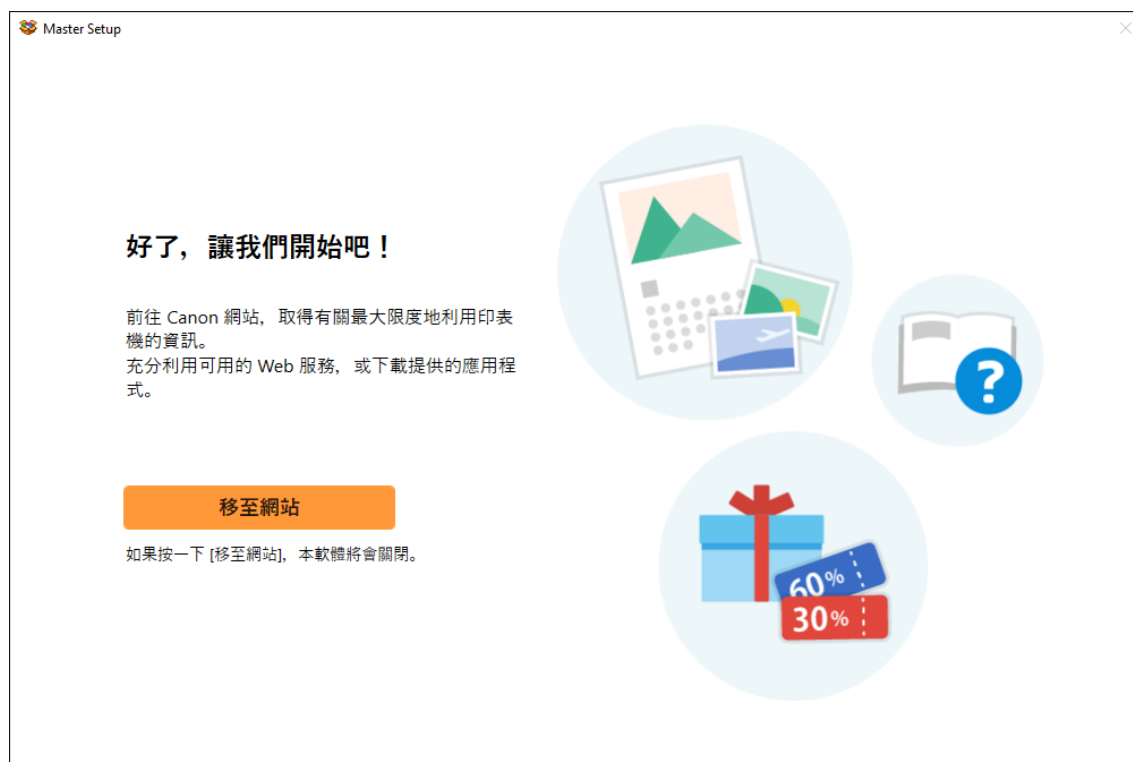 Master Setup
好了，讓我們開始吧！
前往 Canon 網站，取得有關最大限度地利用印表
機的資訊。
充分利用可用的 Web 服務，或下載提供的應用程
式。
移至網站
如果按一下 [移至網站]，本軟體將會關閉。
?
60%
30%